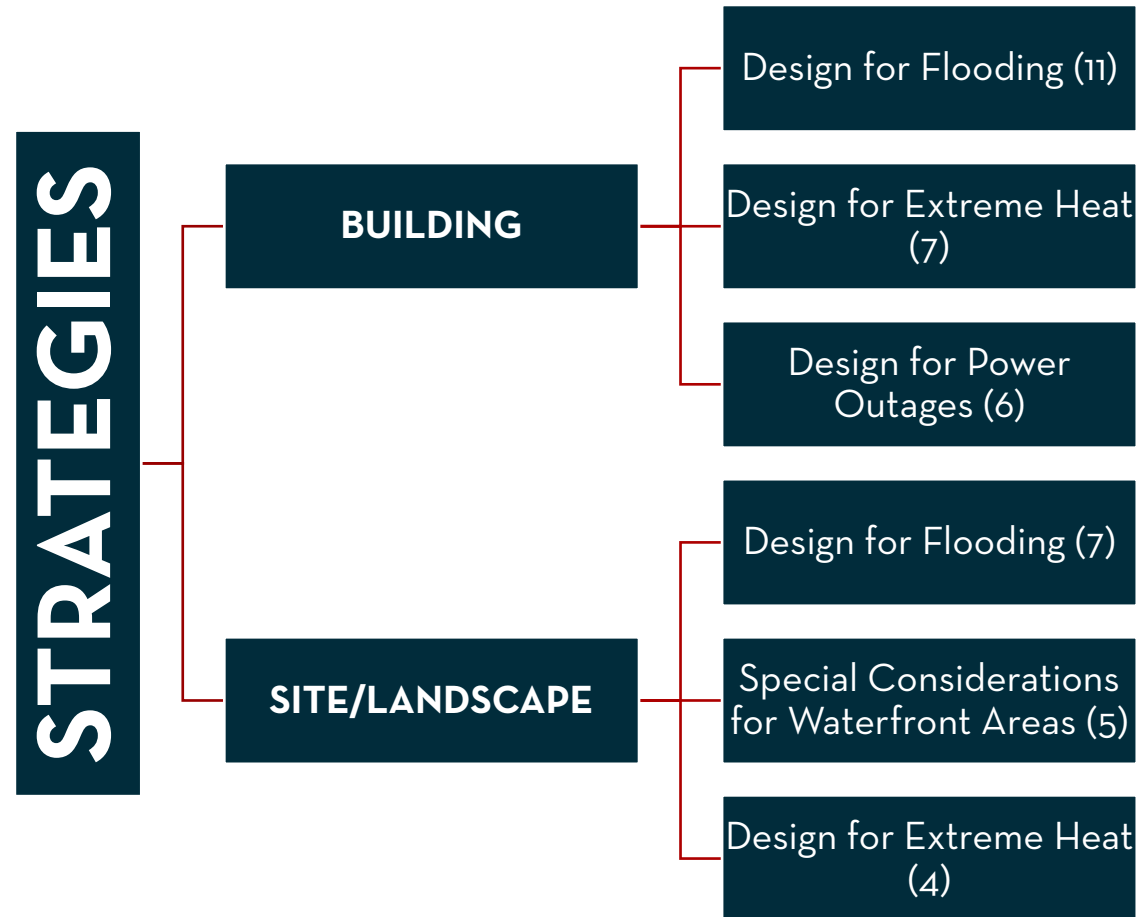 STRATEGIES
BUILDING
Design for Flooding (11)
Design for Extreme Heat
(7)
Design for Power
Outages (6)
SITE/LANDSCAPE
Design for Flooding (7)
Special Considerations
for Waterfront Areas (5)
Design for Extreme Heat
(4)